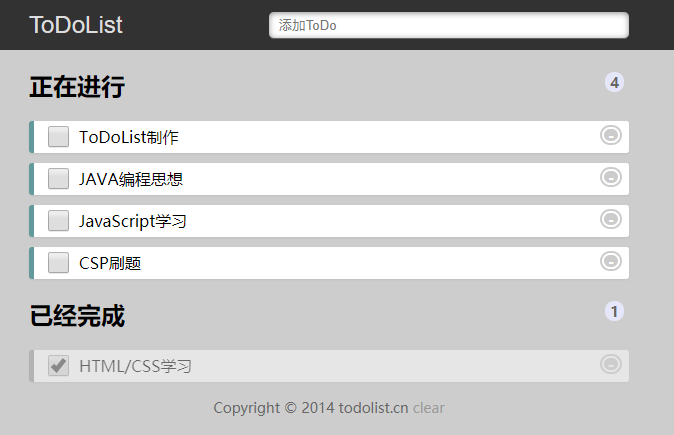 ToDoList
添加ToDo
正在进行
4
ToDoList制作
JAVA编程思想
JavaScript学习
CSP刷题
已经完成
1
HTML/CSS学习
Copyright © 2014 todolist.cn clear